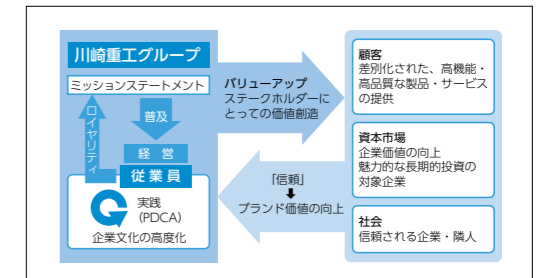 川崎重工グループ
ミッションステートメント
普及
ロイヤリティ
経 営
従業員
実践
(PDCA)
企業文化の高度化
バリューアップ
ステークホルダーに
とっての価値創造
「信頼」
ブランド価値の向上
顧客
差別化された、高機能・
高品質な製品・サービス
の提供
資本市場
企業価値の向上
魅力的な長期的投資の
対象企業
社会
信頼される企業・隣人